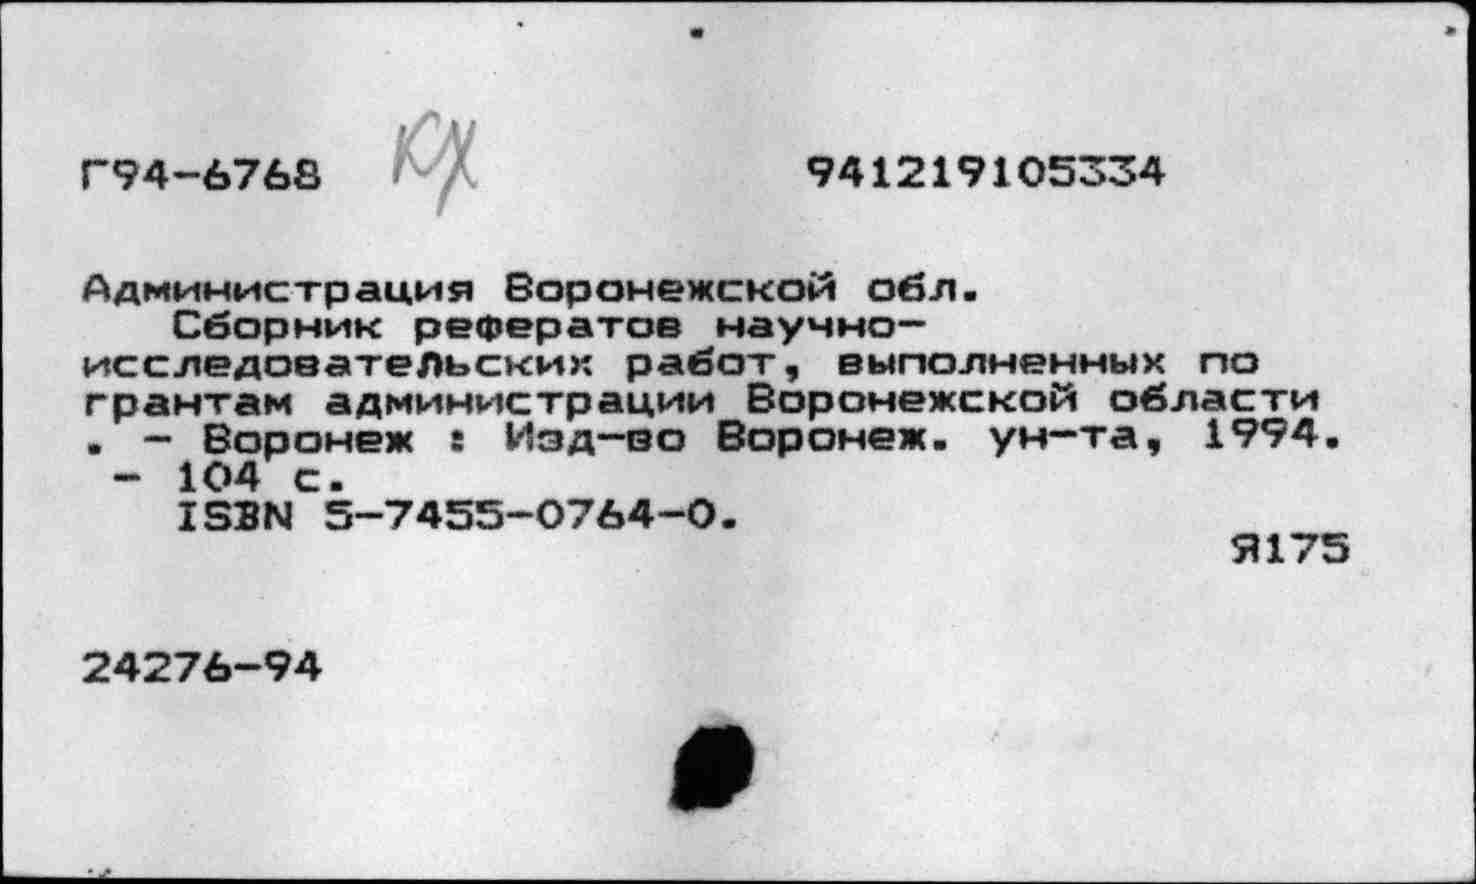 Г94-6768 КХ 941219105334
Администрация Воронежской обл.
Сборник рефератов научно-
исследовательских работ, выполненных по
грантам администрации Воронежской области
. - Воронеж : Изд-во Воронеж. ун-та, 1994.
- 104 с.
ISBN 5-7455-0764-0.
Я175
24276-94